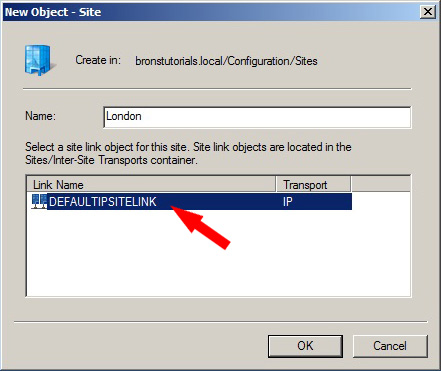 New Object - Site
Create in: bronstutorials.local/Configuration/Sites
Name: London
Select a site link object for this site. Site link objects are located in the
Sites/Inter-Site Transports container.
Link Name Transport
DEFAULTIPSITELINK IP
OK Cancel